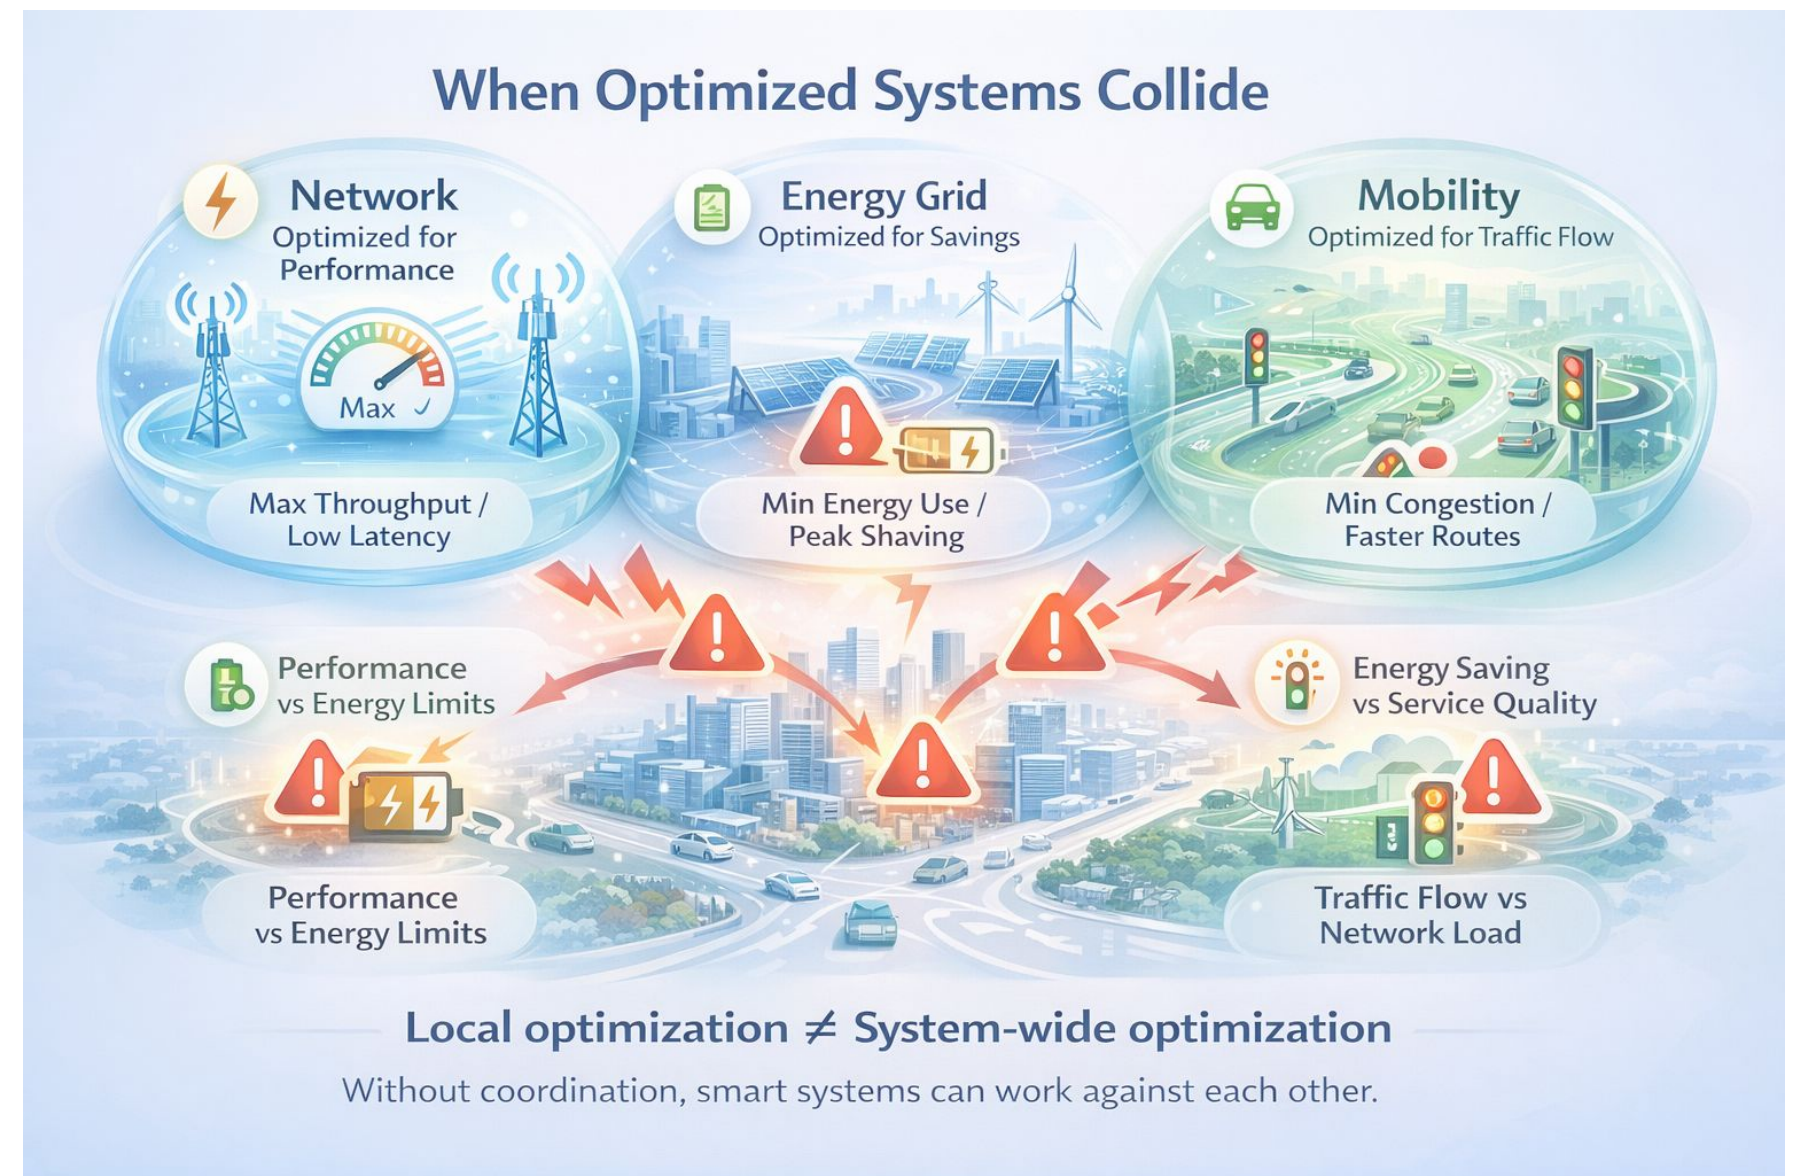 When Optimized Systems Collide
Network
Optimized for
Performance
Max
Max Throughput /
Low Latency
Energy Grid
Optimized for Savings
Min Energy Use /
Peak Shaving
Mobility
Optimized for Traffic Flow
Min Congestion /
Faster Routes
Performance
vs Energy Limits
Energy Saving
vs Service Quality
Performance
vs Energy Limits
Traffic Flow vs
Network Load
Local optimization ≠ System-wide optimization
Without coordination, smart systems can work against each other.